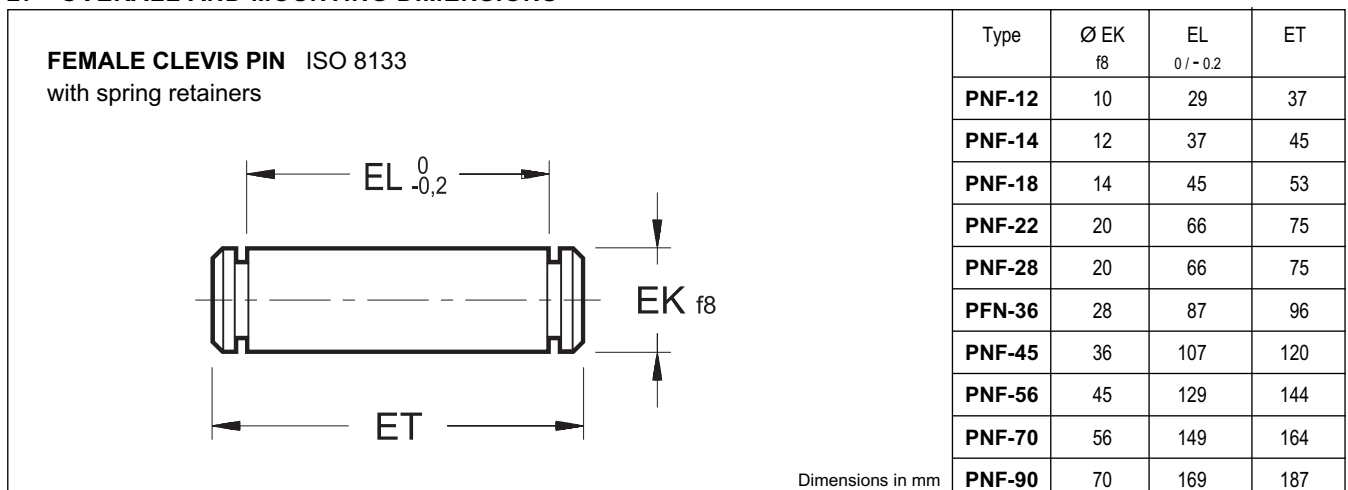 FEMALE CLEVIS PIN ISO 8133
with spring retainers
EL 0 -0,2
EK f8
ET
Dimensions in mm
Type Ø EK EL ET
f8 0 / - 0.2
PNF-12 10 29 37
PNF-14 12 37 45
PNF-18 14 45 53
PNF-22 20 66 75
PNF-28 20 66 75
PFN-36 28 87 96
PNF-45 36 107 120
PNF-56 45 129 144
PNF-70 56 149 164
PNF-90 70 169 187